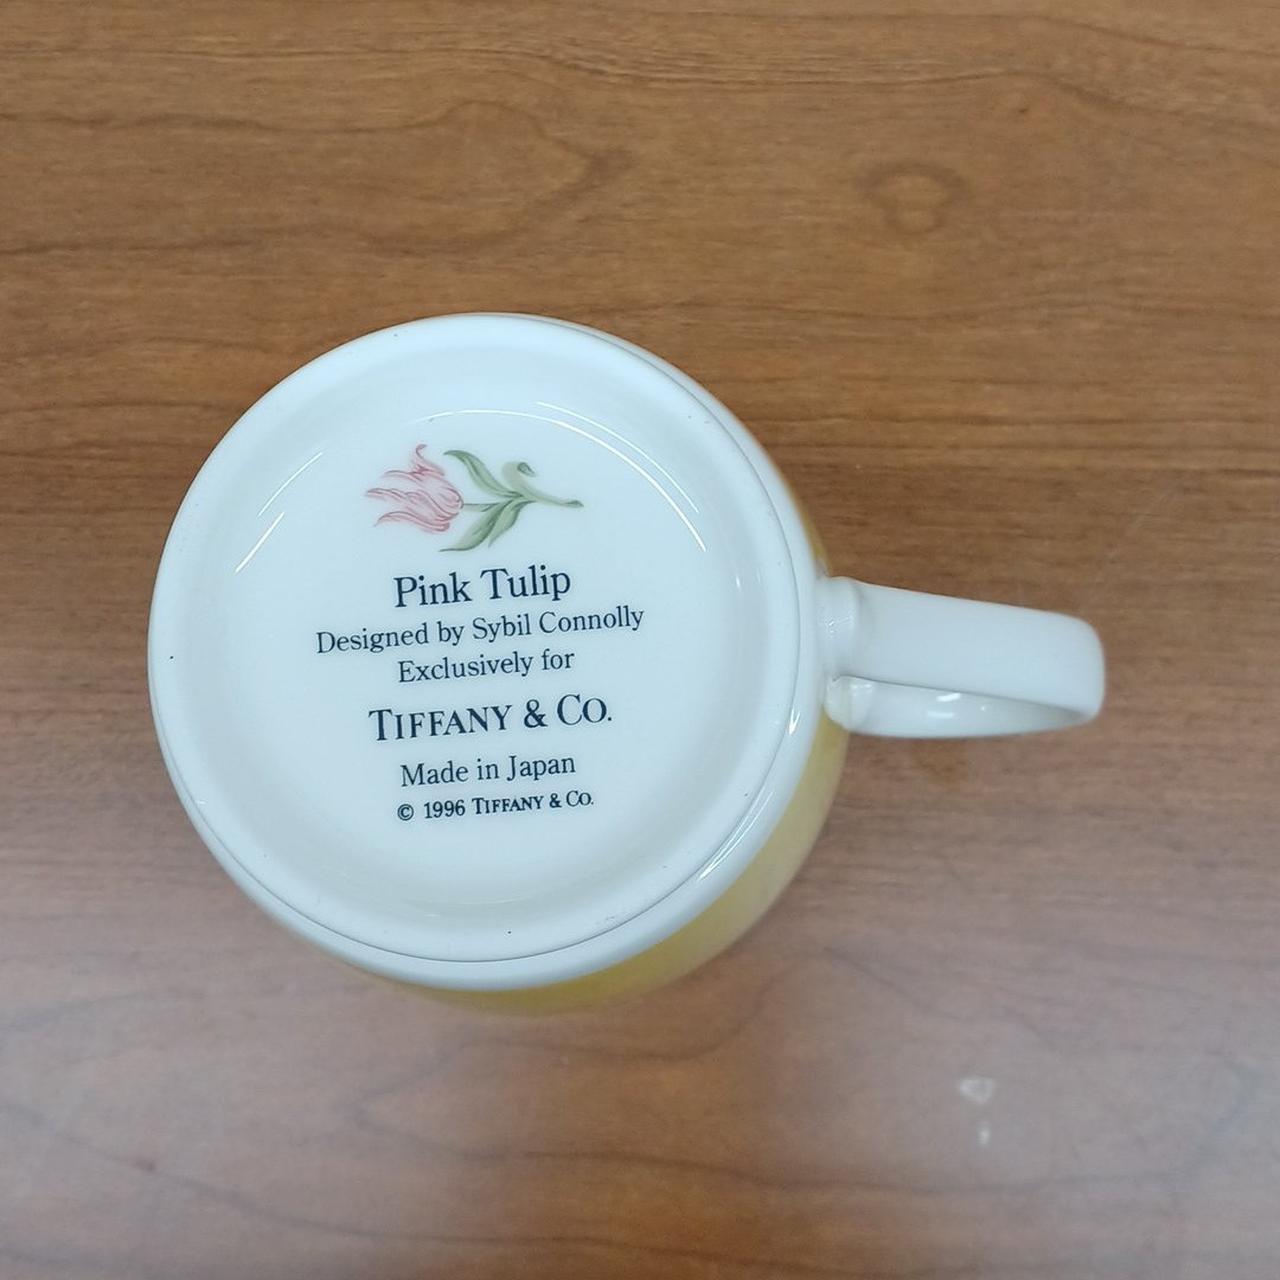 Pink Tulip
Designed by Sybil Connolly
Exclusively for
TIFFANY & CO.
Made in Japan
© 1996 TIFFANY & CO.